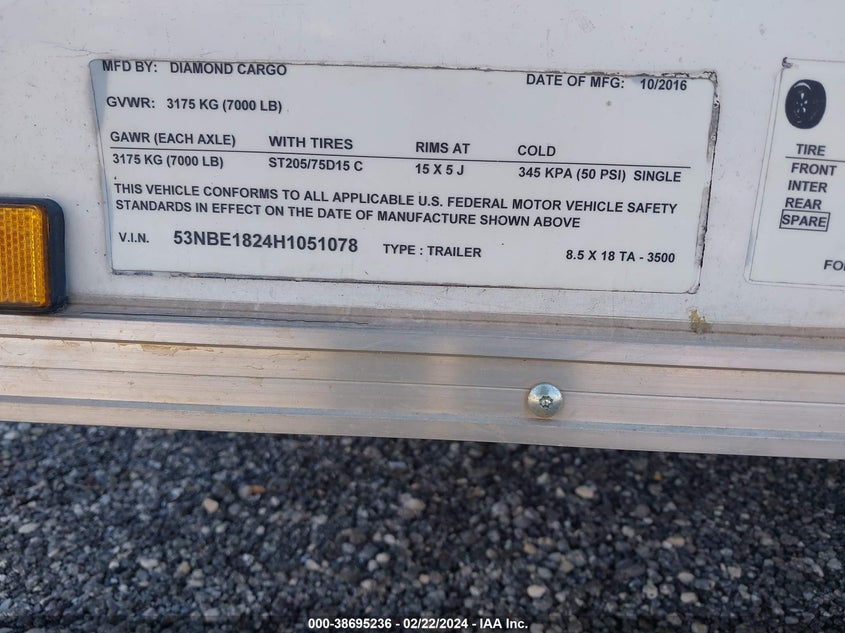 MFD BY: DIAMOND CARGO DATE OF MFG: 10/2016
GVWR: 3175 KG (7000 LB)
GAWR (EACH AXLE) WITH TIRES RIMS AT COLD
3175 KG (7000 LB) ST205/75D15 C 15 X 5 J 345 KPA (50 PSI) SINGLE
THIS VEHICLE CONFORMS TO ALL APPLICABLE U.S. FEDERAL MOTOR VEHICLE SAFETY
STANDARDS IN EFFECT ON THE DATE OF MANUFACTURE SHOWN ABOVE
V.I.N. 53NBE1824H1051078 TYPE : TRAILER 8.5 X 18 TA - 3500
TIRE
FRONT
INTER
REAR
SPARE
000-38695236 - 02/22/2024 - IAA Inc.